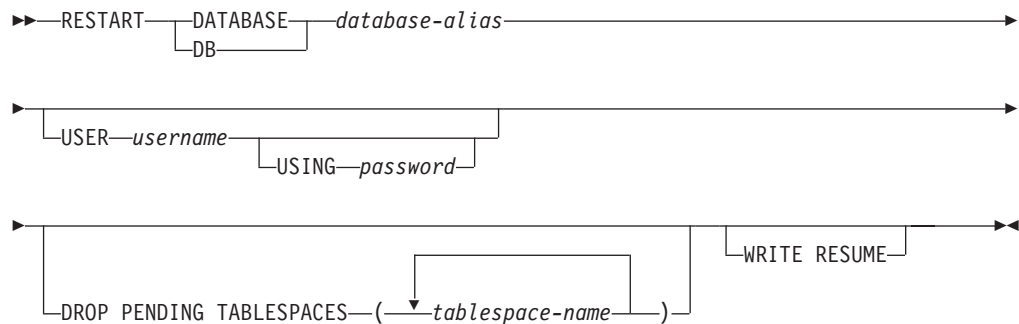 RESTART DATABASE database-alias
DB
USER username
USING password
WRITE RESUME
DROP PENDING TABLESPACES ( tablespace-name )